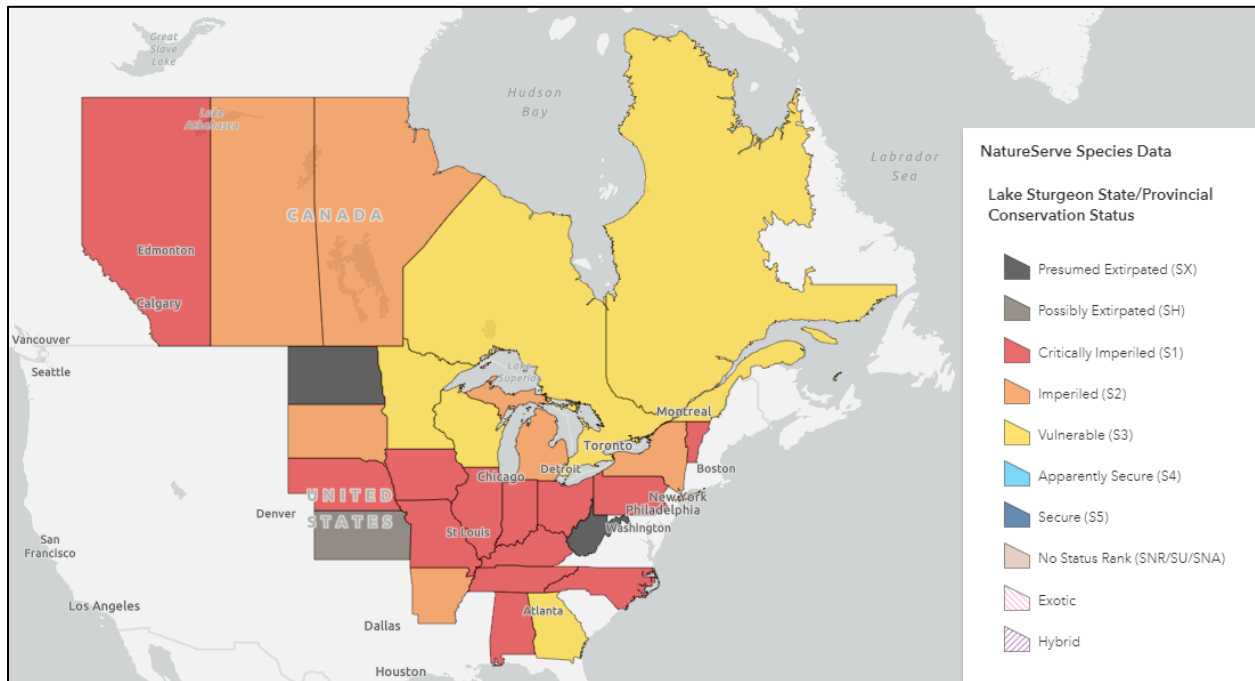 Great
Slave
Lake
Hudson
Bay
Labrador
Sea
Lake
Athabasca
CANADA
Edmonton
Calgary
Vancouver
Seattle
Lake
Superior
Montreal
Toronto
Detroit
Chicago
Boston
New York
Philadelphia
Washington
UNITED
STATES
Denver
St Louis
San
Francisco
Los Angeles
Dallas
Atlanta
Houston
NatureServe Species Data
Lake Sturgeon State/Provincial
Conservation Status
Presumed Extirpated (SX)
Possibly Extirpated (SH)
Critically Imperiled (S1)
Imperiled (S2)
Vulnerable (S3)
Apparently Secure (S4)
Secure (S5)
No Status Rank (SNR/SU/SNA)
Exotic
Hybrid